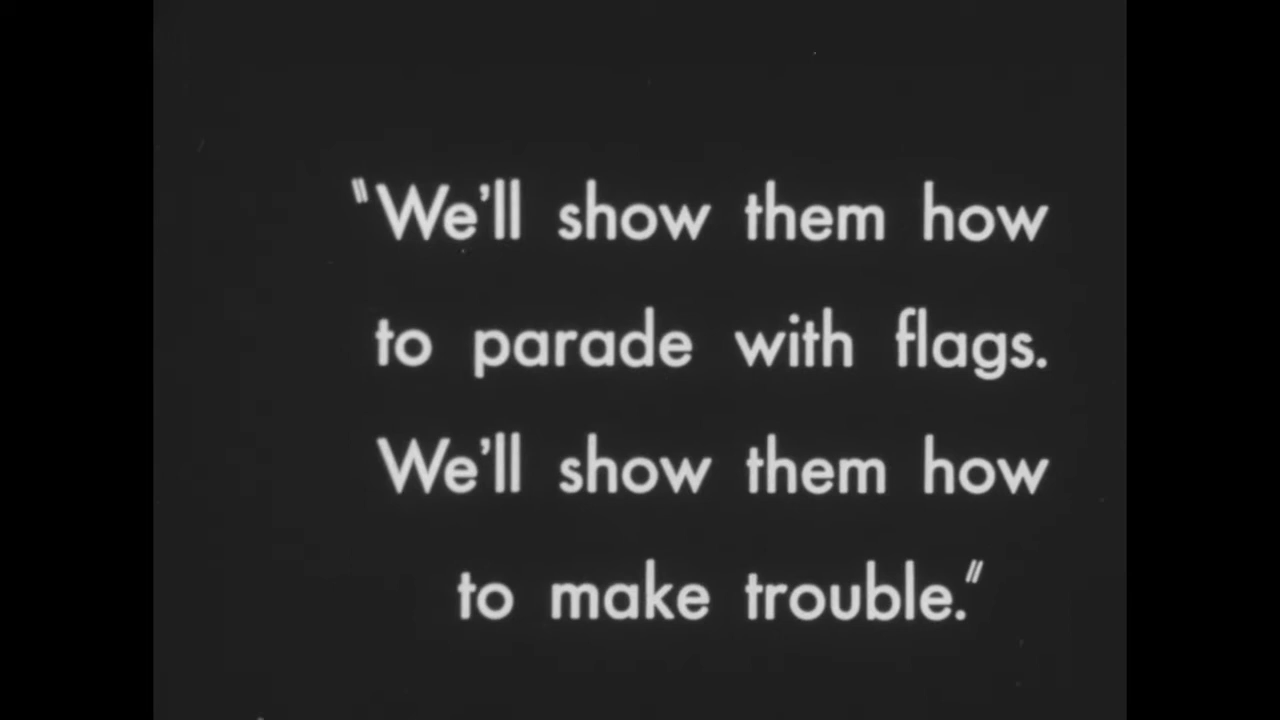 "We'll show them how
to parade with flags.
We'll show them how
to make trouble."